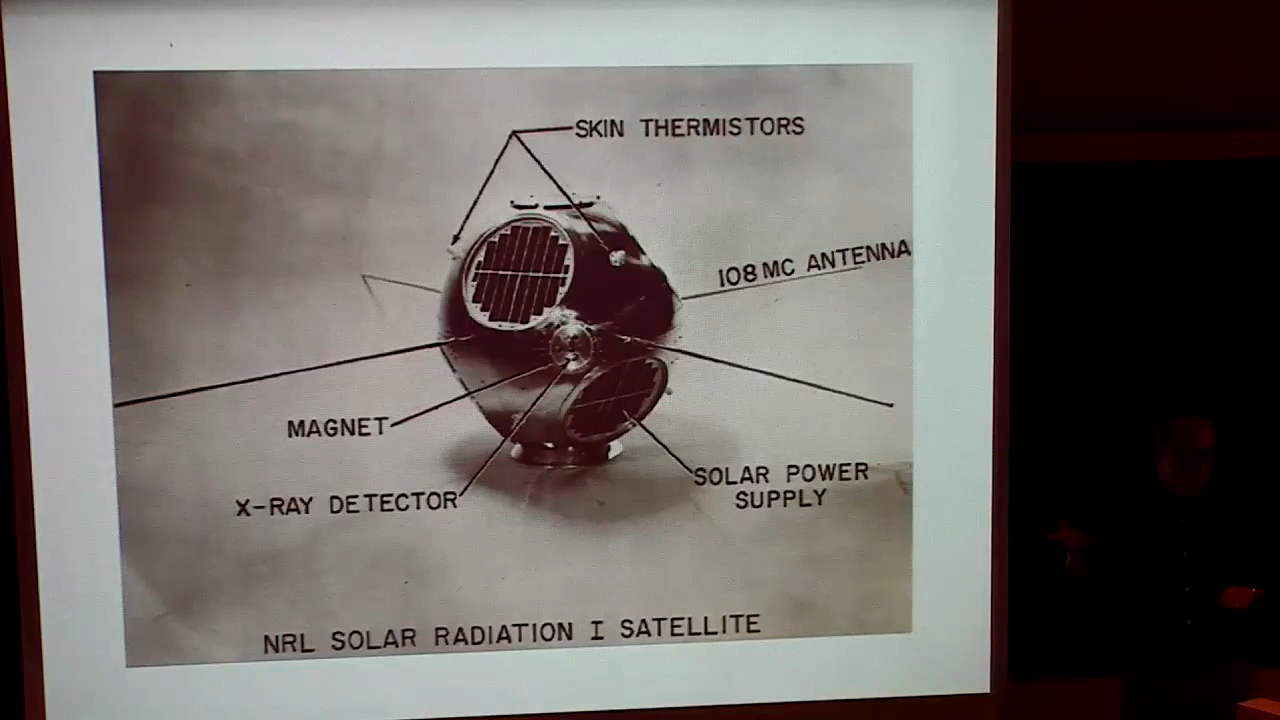 SKIN THERMISTORS
108 MC ANTENNA
MAGNET
X-RAY DETECTOR
SOLAR POWER
SUPPLY
NRL SOLAR RADIATION I SATELLITE